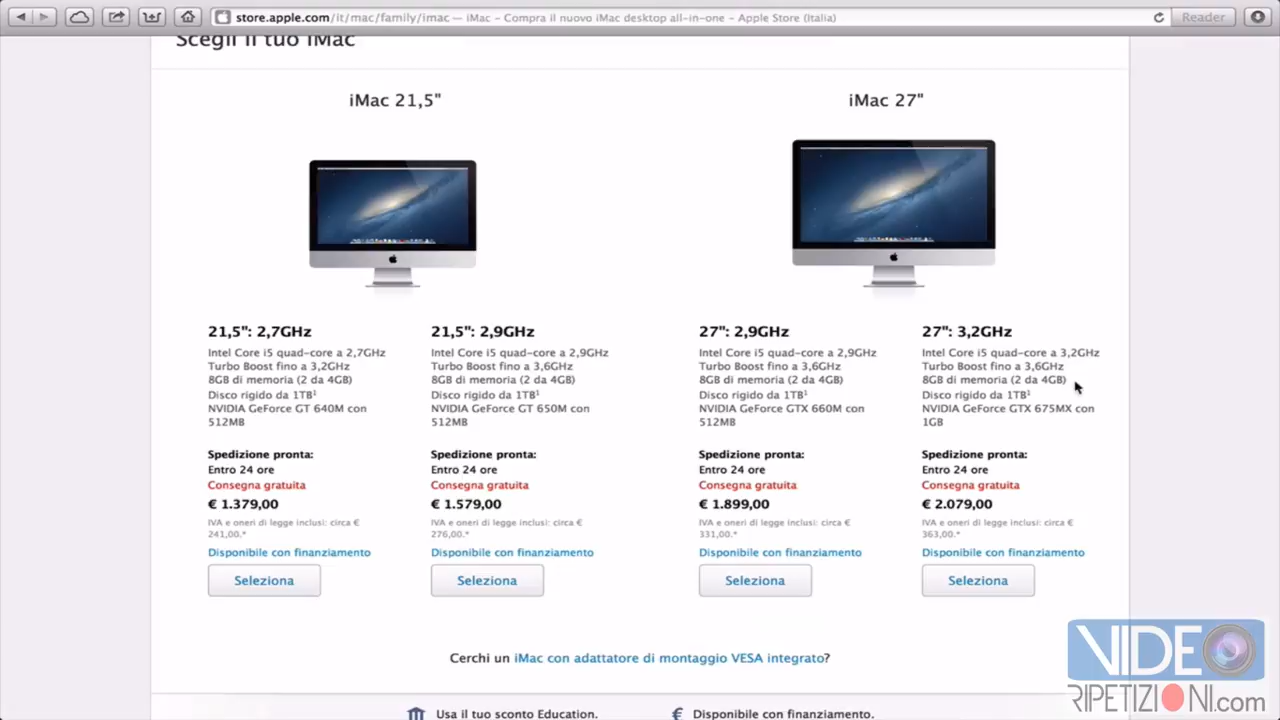 store.apple.com/it/mac/family/imac — iMac - Compra il nuovo iMac desktop all-in-one - Apple Store (Italia)
Reader
Scegli il tuo iMac
iMac 21,5"
iMac 27"
21,5": 2,7GHz
Intel Core i5 quad-core a 2,7GHz
Turbo Boost fino a 3,2GHz
8GB di memoria (2 da 4GB)
Disco rigido da 1TB¹
NVIDIA GeForce GT 640M con
512MB
Spedizione pronta:
Entro 24 ore
Consegna gratuita
€ 1.379,00
IVA e oneri di legge inclusi: circa €
241,00.*
Disponibile con finanziamento
Seleziona
21,5": 2,9GHz
Intel Core i5 quad-core a 2,9GHz
Turbo Boost fino a 3,6GHz
8GB di memoria (2 da 4GB)
Disco rigido da 1TB¹
NVIDIA GeForce GT 650M con
512MB
Spedizione pronta:
Entro 24 ore
Consegna gratuita
€ 1.579,00
IVA e oneri di legge inclusi: circa €
276,00.*
Disponibile con finanziamento
Seleziona
27": 2,9GHz
Intel Core i5 quad-core a 2,9GHz
Turbo Boost fino a 3,6GHz
8GB di memoria (2 da 4GB)
Disco rigido da 1TB¹
NVIDIA GeForce GTX 660M con
512MB
Spedizione pronta:
Entro 24 ore
Consegna gratuita
€ 1.899,00
IVA e oneri di legge inclusi: circa €
331,00.*
Disponibile con finanziamento
Seleziona
27": 3,2GHz
Intel Core i5 quad-core a 3,2GHz
Turbo Boost fino a 3,6GHz
8GB di memoria (2 da 4GB)
Disco rigido da 1TB¹
NVIDIA GeForce GTX 675MX con
1GB
Spedizione pronta:
Entro 24 ore
Consegna gratuita
€ 2.079,00
IVA e oneri di legge inclusi: circa €
363,00.*
Disponibile con finanziamento
Seleziona
Cerchi un iMac con adattatore di montaggio VESA integrato?
Usa il tuo sconto Education.
€ Disponibile con finanziamento.
VIDEO
RIPETIZIONI.com